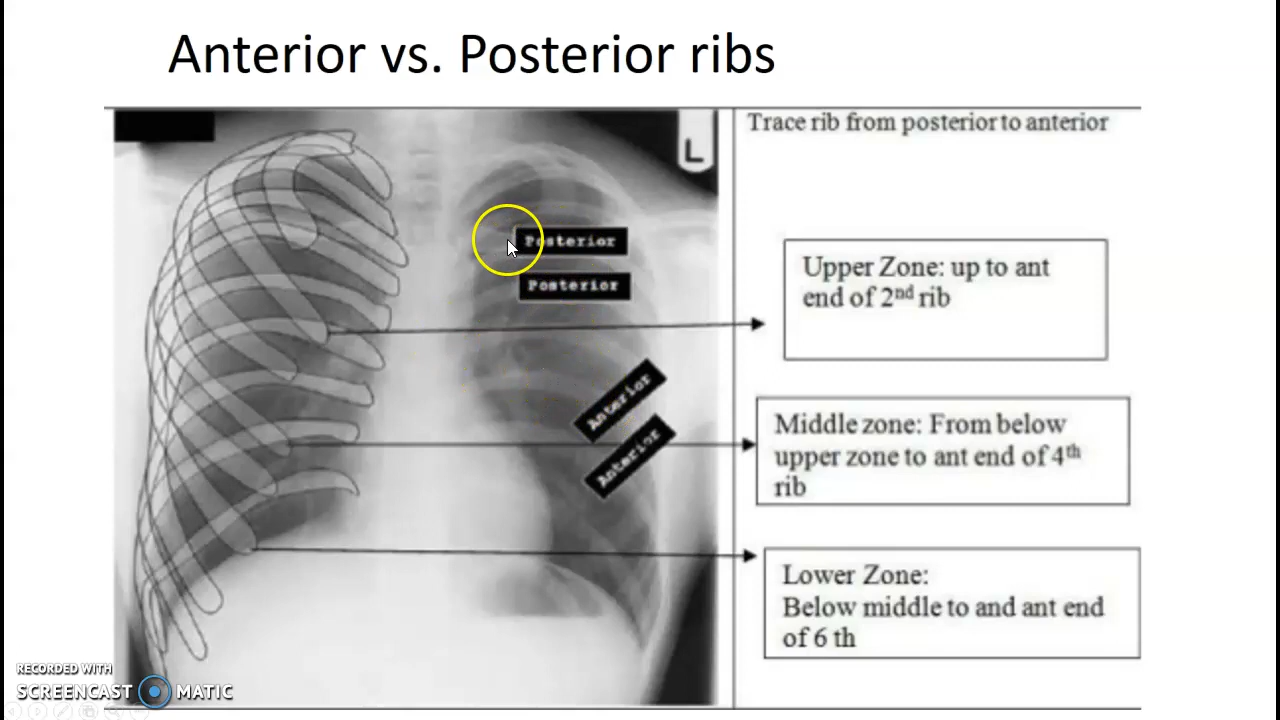 Anterior vs. Posterior ribs
Trace rib from posterior to anterior
L
Posterior
Posterior
Anterior
Anterior
Upper Zone: up to ant
end of 2nd rib
Middle zone: From below
upper zone to ant end of 4th
rib
Lower Zone:
Below middle to and ant end
of 6 th
RECORDED WITH
SCREENCAST MATIC